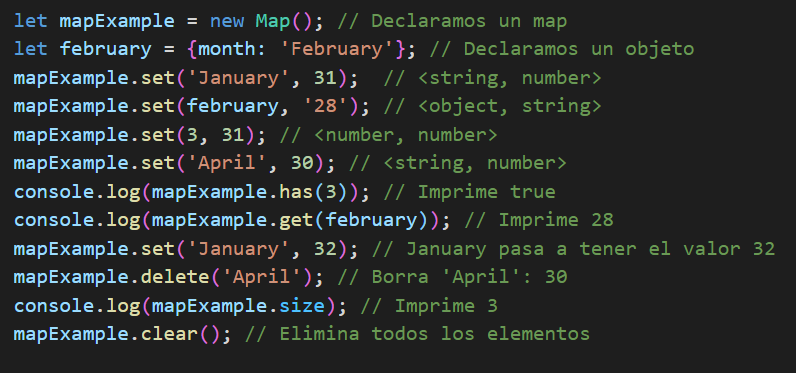 let mapExample = new Map(); // Declaramos un map
let february = {month: 'February'}; // Declaramos un objeto
mapExample.set('January', 31);  // <string, number>
mapExample.set(february, '28'); // <object, string>
mapExample.set(3, 31); // <number, number>
mapExample.set('April', 30); // <string, number>
console.log(mapExample.has(3)); // Imprime true
console.log(mapExample.get(february)); // Imprime 28
mapExample.set('January', 32); // January pasa a tener el valor 32
mapExample.delete('April'); // Borra 'April': 30
console.log(mapExample.size); // Imprime 3
mapExample.clear(); // Elimina todos los elementos